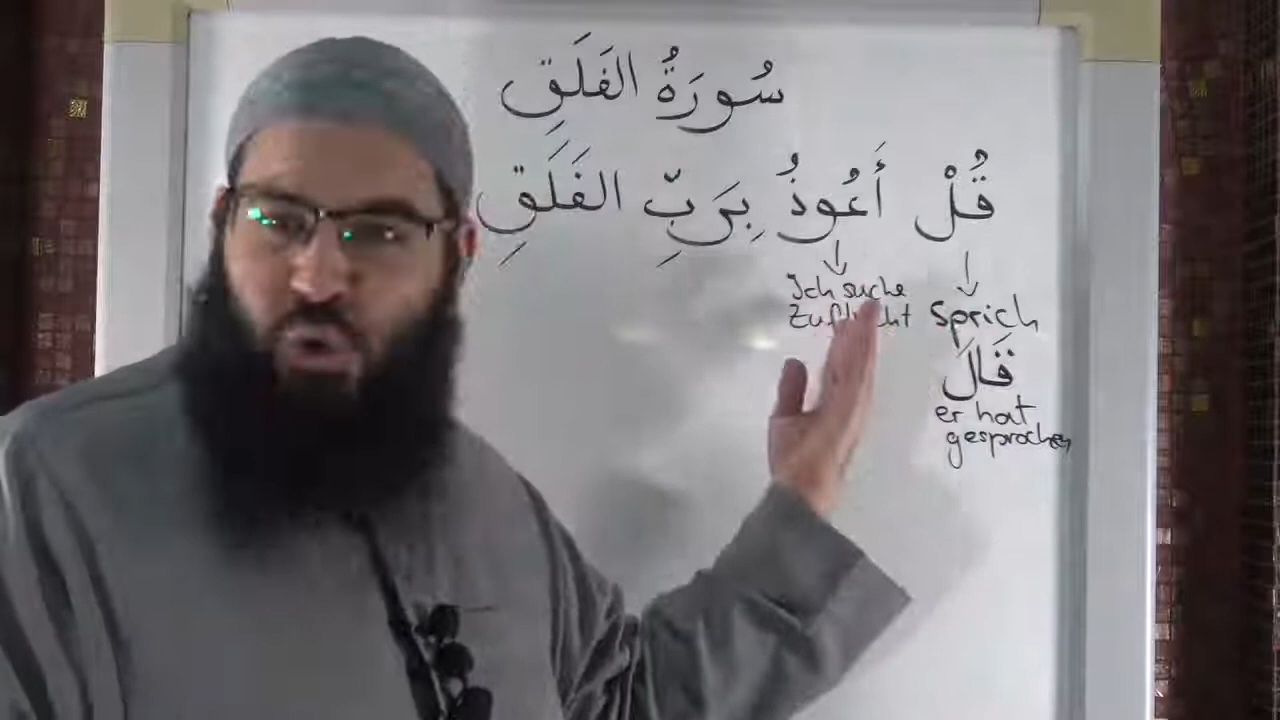 سُورَةُ الفَلَقِ
قُلْ أَعُوذُ بِرَبِّ الفَلَقِ
Ich suche
Zuflucht
Sprich
قَالَ
er hat
gesprochen